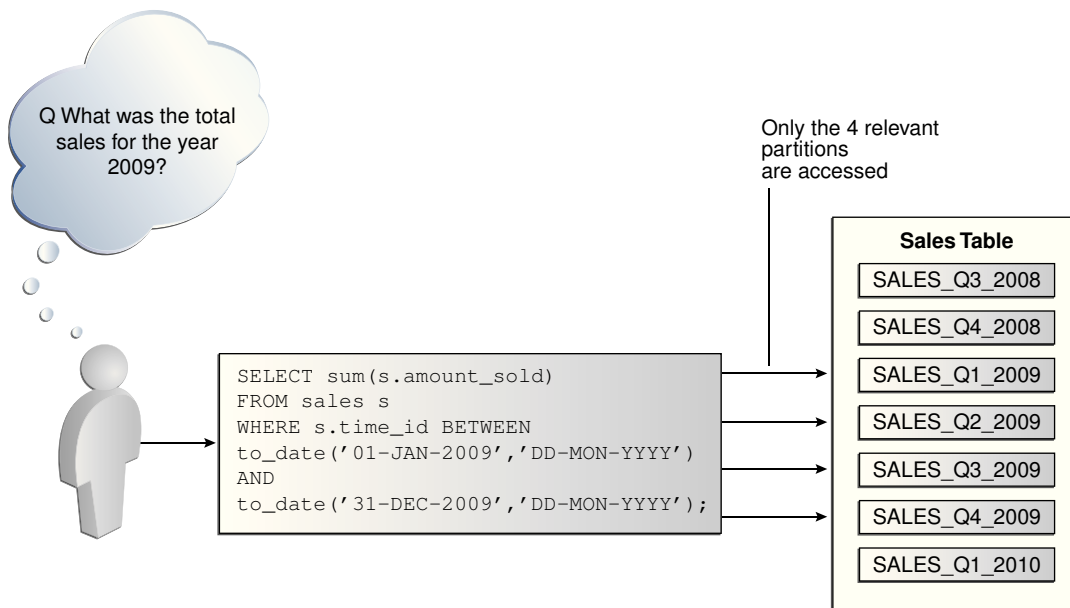 Q What was the total
sales for the year
2009?
Only the 4 relevant
partitions
are accessed
SELECT sum(s.amount_sold)
FROM sales s
WHERE s.time_id BETWEEN
to_date('01-JAN-2009','DD-MON-YYYY')
AND
to_date('31-DEC-2009','DD-MON-YYYY');
Sales Table
SALES_Q3_2008
SALES_Q4_2008
SALES_Q1_2009
SALES_Q2_2009
SALES_Q3_2009
SALES_Q4_2009
SALES_Q1_2010